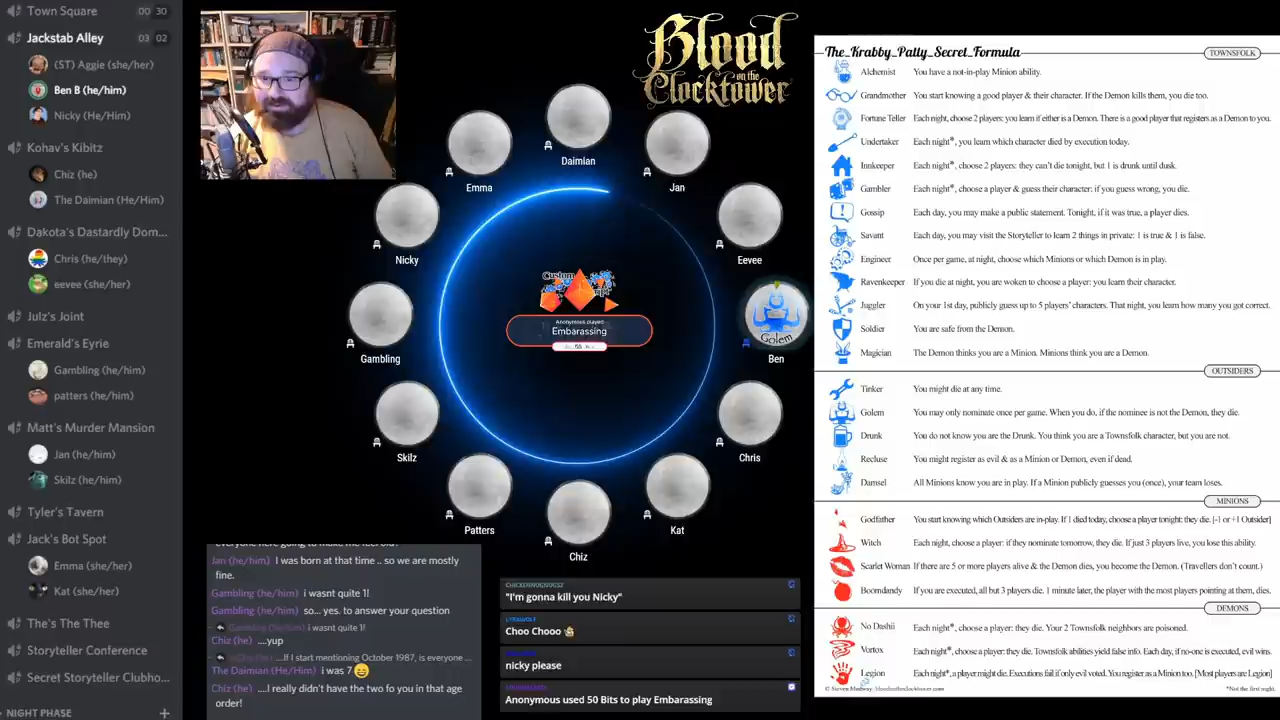 Town Square
00 30
Jackstab Alley
03 02
(ST) Aggie (she/her)
Ben B (he/him)
Nicky (He/Him)
Kohav's Kibitz
Chiz (he)
The Daimian (He/Him)
Dakota's Dastardly Dom...
Chris (he/they)
eevee (she/her)
Julz's Joint
Emerald's Eyrie
Gambling (he/him)
patters (he/him)
Matt's Murder Mansion
Jan (he/him)
Skilz (he/him)
Tyler's Tavern
Jack's Bot Spot
Emma (she/her)
Kat (she/her)
The's The Thee
Storyteller Conference
Secret Storyteller Clubho...
NIGHT PHASE
Blood
on the
Clocktower
Daimian
Emma
Jan
Nicky
Eevee
Gambling
Golem
Ben
Skilz
Chris
Patters
Kat
Chiz
Custom
Anonymous played
Embarassing
Jan (he/him) I was born at that time .. so we are mostly
fine.
Gambling (he/him) i wasnt quite 1!
Gambling (he/him) so... yes. to answer your question
Gambling (he/him) i wasnt quite 1!
Chiz (he) ....yup
....If I start mentioning October 1987, is everyone ...
The Daimian (He/Him) i was 7
Chiz (he) ....I really didn't have the two fo you in that age
order!
"I'm gonna kill you Nicky"
Choo Chooo
nicky please
Anonymous used 50 Bits to play Embarassing
The_Krabby_Patty_Secret_Formula
TOWNSFOLK
Alchemist You have a not-in-play Minion ability.
Grandmother You start knowing a good player & their character. If the Demon kills them, you die too.
Fortune Teller Each night, choose 2 players: you learn if either is a Demon. There is a good player that registers as a Demon to you.
Undertaker Each night*, you learn which character died by execution today.
Innkeeper Each night*, choose 2 players: they can't die tonight, but 1 is drunk until dusk.
Gambler Each night*, choose a player & guess their character: if you guess wrong, you die.
Gossip Each day, you may make a public statement. Tonight, if it was true, a player dies.
Savant Each day, you may visit the Storyteller to learn 2 things in private: 1 is true & 1 is false.
Engineer Once per game, at night, choose which Minions or which Demon is in play.
Ravenkeeper If you die at night, you are woken to choose a player: you learn their character.
Juggler On your 1st day, publicly guess up to 5 players' characters. That night, you learn how many you got correct.
Soldier You are safe from the Demon.
Magician The Demon thinks you are a Minion. Minions think you are a Demon.
OUTSIDERS
Tinker You might die at any time.
Golem You may only nominate once per game. When you do, if the nominee is not the Demon, they die.
Drunk You do not know you are the Drunk. You think you are a Townsfolk character, but you are not.
Recluse You might register as evil & as a Minion or Demon, even if dead.
Damsel All Minions know you are in play. If a Minion publicly guesses you (once), your team loses.
MINIONS
Godfather You start knowing which Outsiders are in-play. If 1 died today, choose a player tonight: they die. [-1 or +1 Outsider]
Witch Each night, choose a player: if they nominate tomorrow, they die. If just 3 players live, you lose this ability.
Scarlet Woman If there are 5 or more players alive & the Demon dies, you become the Demon. (Travellers don't count.)
Boomdandy If you are executed, all but 3 players die. 1 minute later, the player with the most players pointing at them, dies.
DEMONS
No Dashii Each night*, choose a player: they die. Your 2 Townsfolk neighbors are poisoned.
Vortox Each night*, choose a player: they die. Townsfolk abilities yield false info. Each day, if no-one is executed, evil wins.
Legion Each night*, a player might die. Executions fail if only evil voted. You register as a Minion too. [Most players are Legion]
© Steven Medway, bloodontheclocktower.com
*Not the first night.